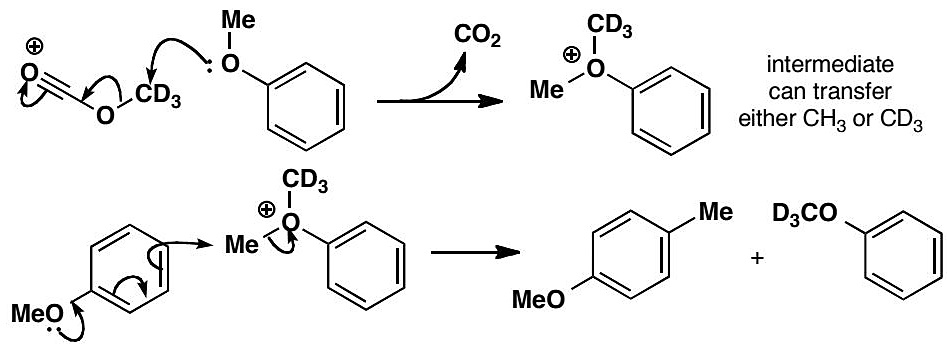 Me
⊕
O
:O
O
CD3
CO2
CD3
⊕
O
Me
intermediate
can transfer
either CH3 or CD3
CD3
⊕
O
Me
MeO
Me
MeO
+
D3CO